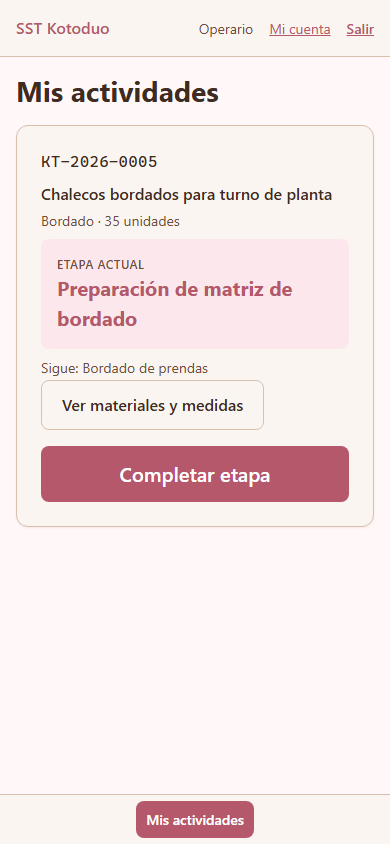 SST Kotoduo Operario Mi cuenta Salir
Mis actividades
KT-2026-0005
Chalecos bordados para turno de planta
Bordado · 35 unidades
ETAPA ACTUAL
Preparación de matriz de
bordado
Sigue: Bordado de prendas
Ver materiales y medidas
Completar etapa
Mis actividades